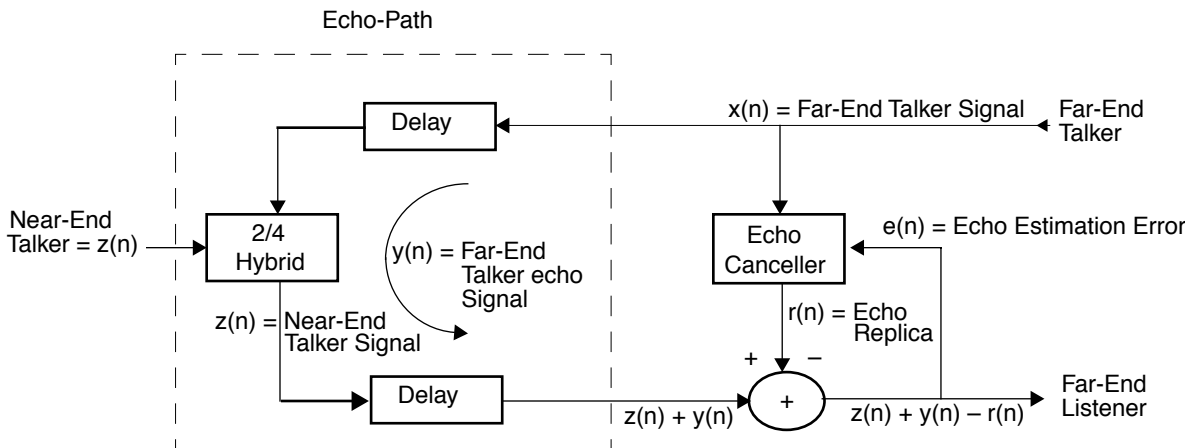 Echo-Path
Delay
x(n) = Far-End Talker Signal
Far-End
Talker
Near-End
Talker = z(n)
2/4
Hybrid
y(n) = Far-End
Talker echo
Signal
Echo
Canceller
e(n) = Echo Estimation Error
z(n) = Near-End
Talker Signal
r(n) = Echo
Replica
+ −
Delay
z(n) + y(n)
+
z(n) + y(n) − r(n)
Far-End
Listener